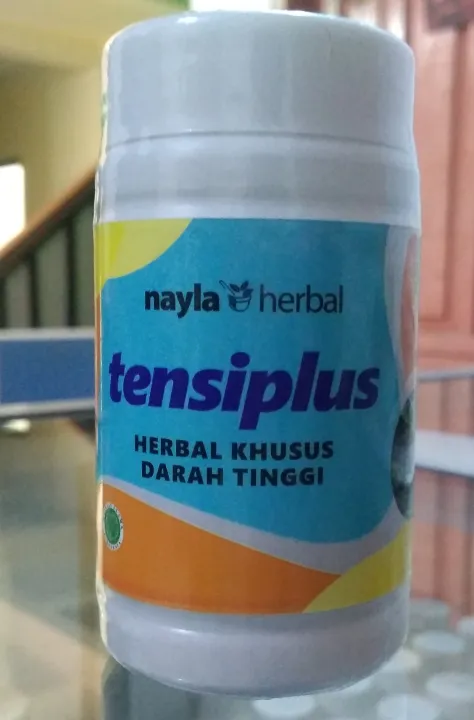 nayla herbal
tensiplus
HERBAL KHUSUS
DARAH TINGGI